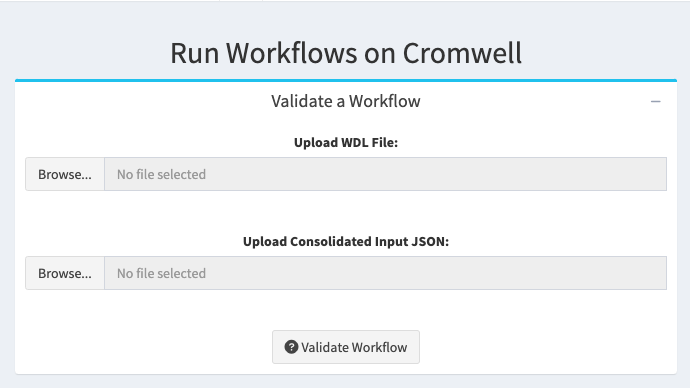 Run Workflows on Cromwell
Validate a Workflow
Upload WDL File:
Browse... No file selected
Upload Consolidated Input JSON:
Browse... No file selected
Validate Workflow